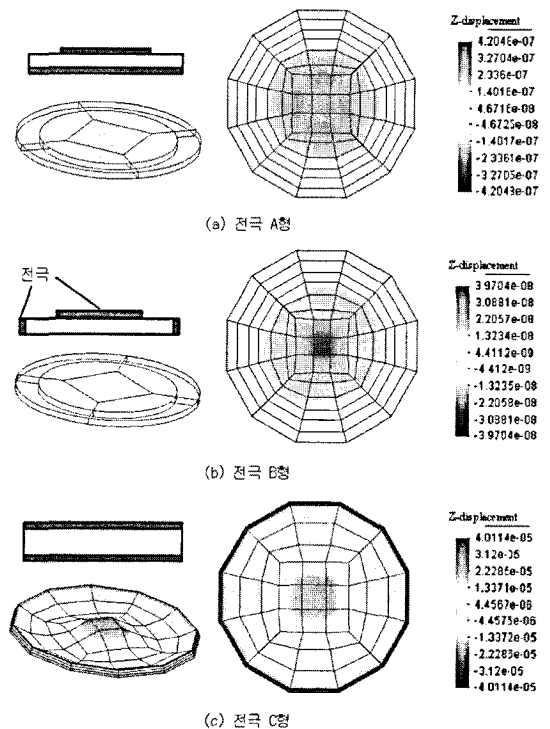 Z-displacement
4.2048e-07
3.2704e-07
2.336e-07
1.4016e-07
4.6716e-08
-4.6725e-08
-1.4017e-07
-2.3361e-07
-3.2705e-07
-4.2048e-07
(a) 전극 A형
전극
Z-displacement
3.9704e-08
3.0881e-08
2.2057e-08
1.3234e-08
4.4112e-09
-4.412e-09
-1.3235e-08
-2.2058e-08
-3.0881e-08
-3.9704e-08
(b) 전극 B형
Z-displacement
4.0114e-05
3.12e-05
2.2285e-05
1.3371e-05
4.4567e-06
-4.4575e-06
-1.3372e-05
-2.2286e-05
-3.12e-05
-4.0114e-05
(c) 전극 C형